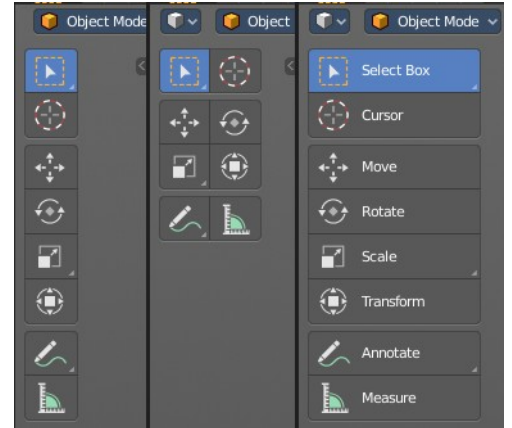 Object Mode
Object
Object Mode
Select Box
Cursor
Move
Rotate
Scale
Transform
Annotate
Measure